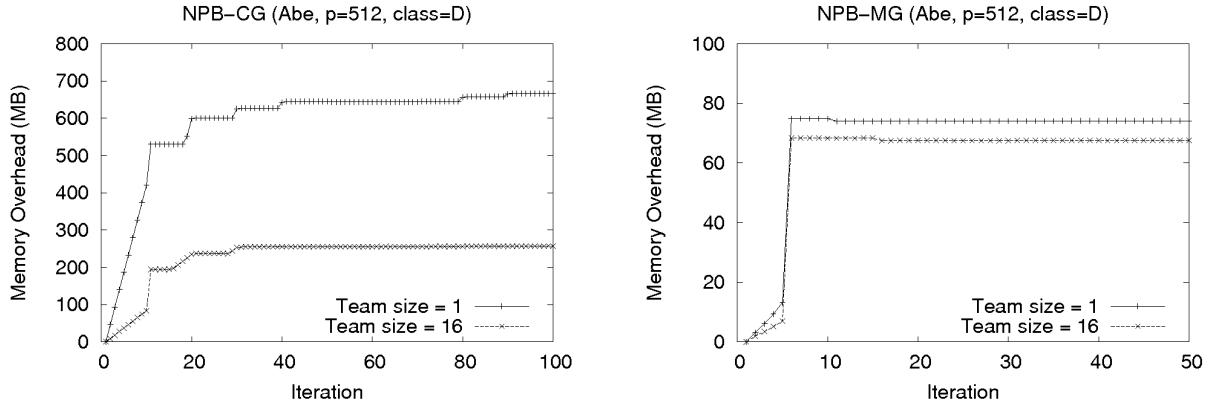 NPB-CG (Abe, p=512, class=D)
800
700
600
500
400
300
200
100
0
Memory Overhead (MB)
Team size = 1
Team size = 16
0 20 40 60 80 100
Iteration
NPB-MG (Abe, p=512, class=D)
100
80
60
40
20
0
Memory Overhead (MB)
Team size = 1
Team size = 16
0 10 20 30 40 50
Iteration